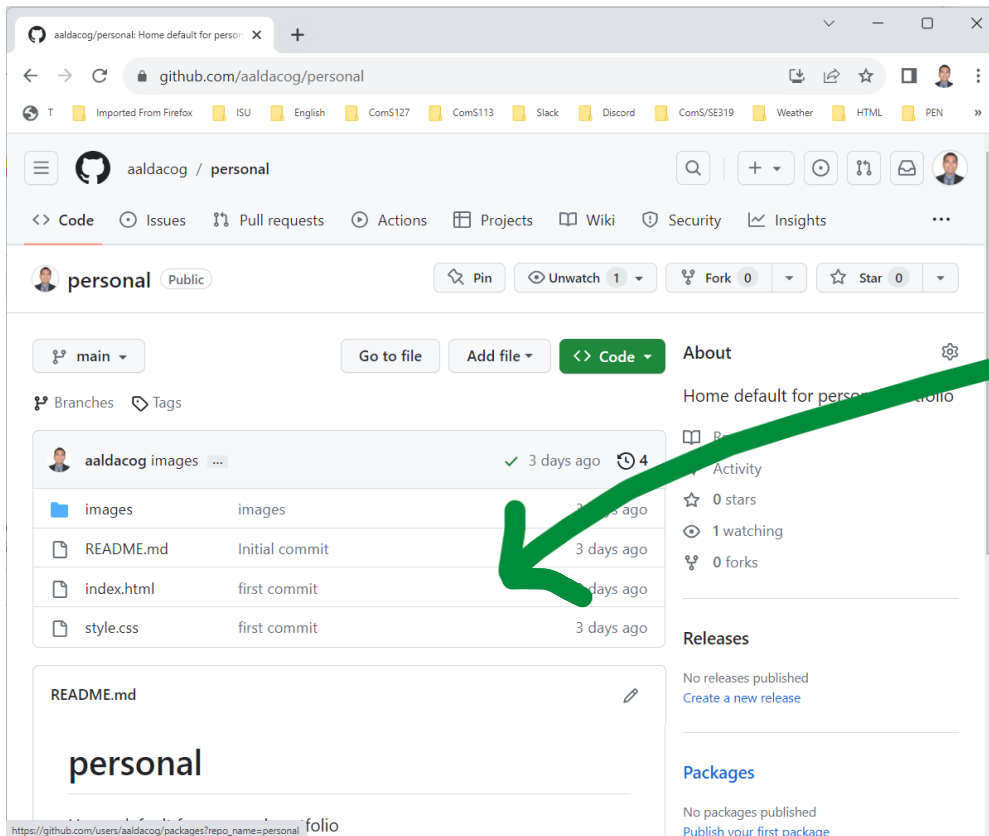 aaldacog/personal: Home default for person
github.com/aaldacog/personal
T Imported From Firefox ISU English ComS127 ComS113 Slack Discord ComS/SE319 Weather HTML PEN »
aaldacog / personal
<> Code Issues Pull requests Actions Projects Wiki Security Insights ...
personal Public Pin Unwatch 1 Fork 0 Star 0
main Go to file Add file <> Code
Branches Tags
aaldacog images ... 3 days ago 4
images images ago
README.md Initial commit 3 days ago
index.html first commit days ago
style.css first commit 3 days ago
README.md
personal
https://github.com/users/aaldacog/packages?repo_name=personal
About
Home default for
Activity
0 stars
1 watching
0 forks
Releases
No releases published
Create a new release
Packages
No packages published
Publish your first package